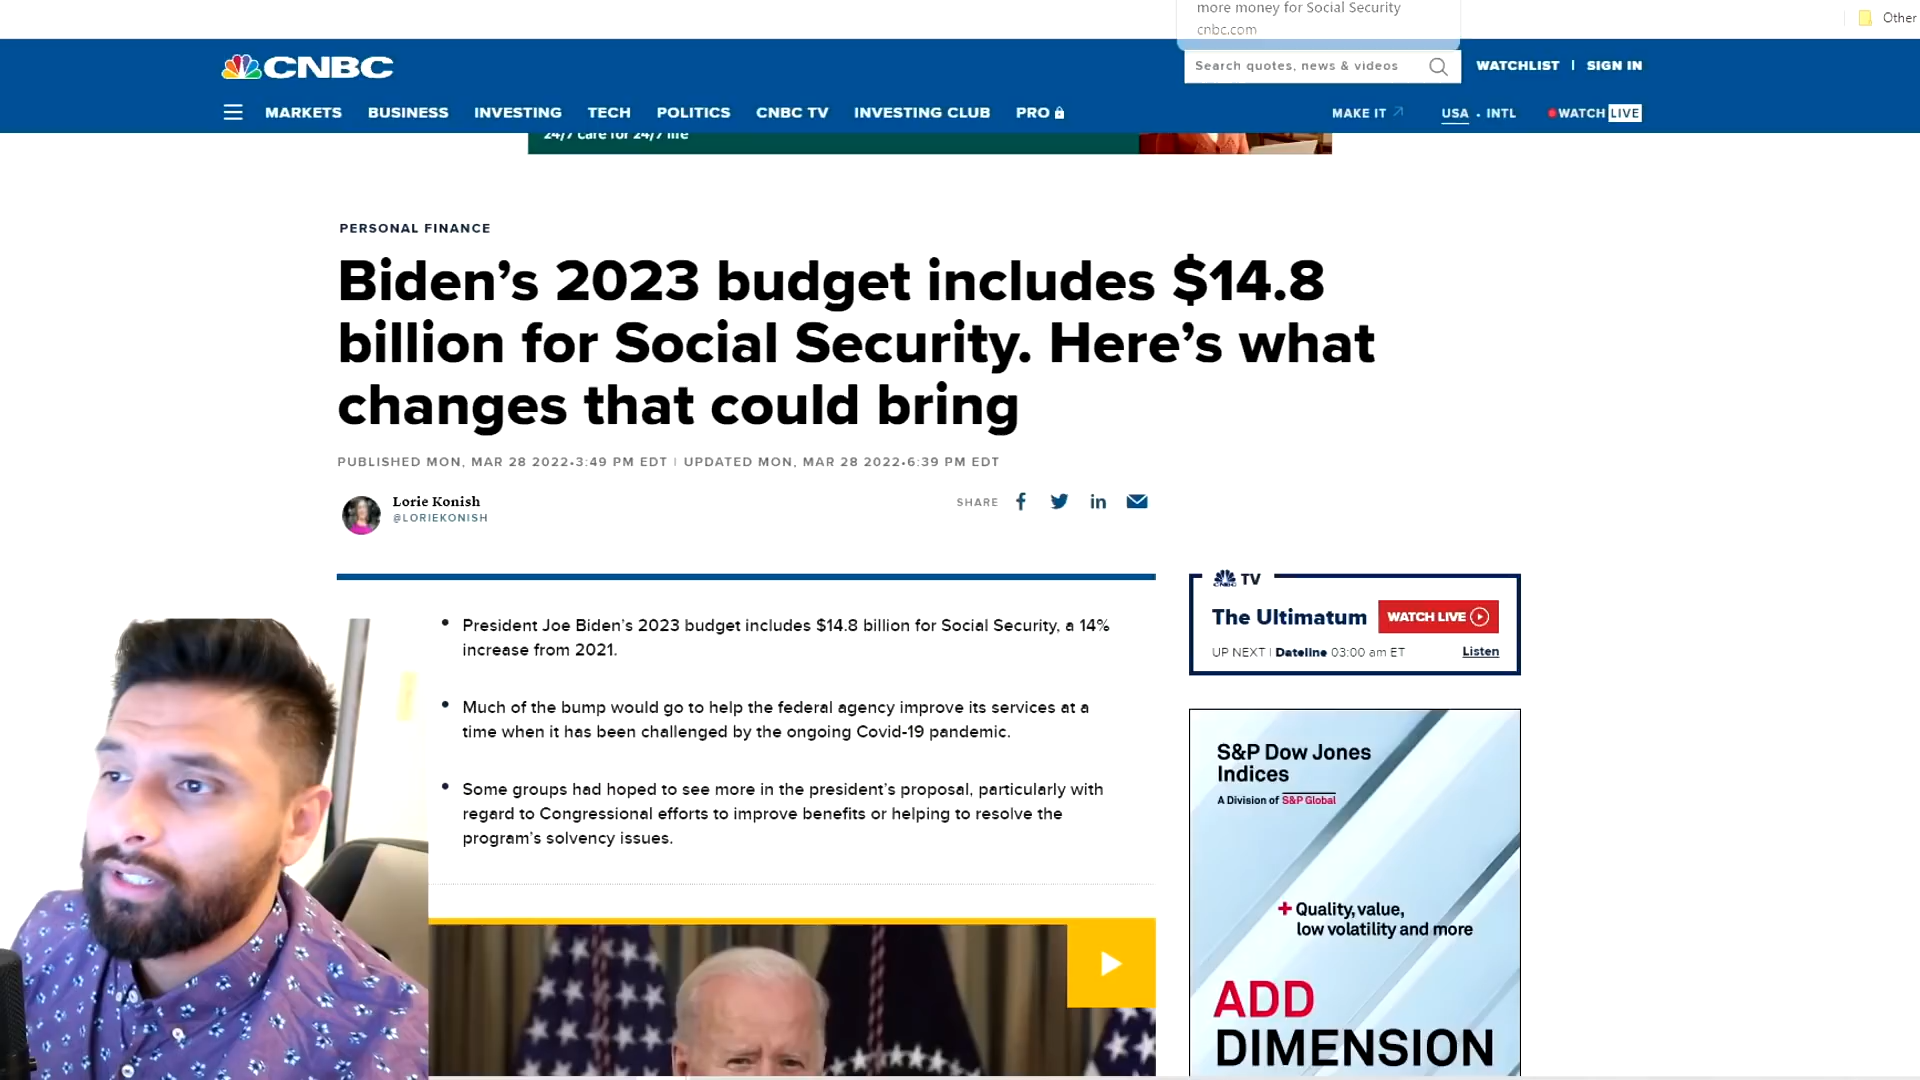 more money for Social Security
cnbc.com
Other
CNBC
Search quotes, news & videos
WATCHLIST | SIGN IN
MARKETS BUSINESS INVESTING TECH POLITICS CNBC TV INVESTING CLUB PRO
MAKE IT USA • INTL WATCH LIVE
24/7 care for 24/7 life
PERSONAL FINANCE
Biden’s 2023 budget includes $14.8
billion for Social Security. Here’s what
changes that could bring
PUBLISHED MON, MAR 28 2022•3:49 PM EDT | UPDATED MON, MAR 28 2022•6:39 PM EDT
Lorie Konish
@LORIEKONISH
SHARE
President Joe Biden’s 2023 budget includes $14.8 billion for Social Security, a 14%
increase from 2021.
Much of the bump would go to help the federal agency improve its services at a
time when it has been challenged by the ongoing Covid-19 pandemic.
Some groups had hoped to see more in the president’s proposal, particularly with
regard to Congressional efforts to improve benefits or helping to resolve the
program’s solvency issues.
CNBC TV
The Ultimatum
WATCH LIVE
UP NEXT | Dateline 03:00 am ET
Listen
S&P Dow Jones
Indices
A Division of S&P Global
+ Quality, value,
low volatility and more
ADD
DIMENSION